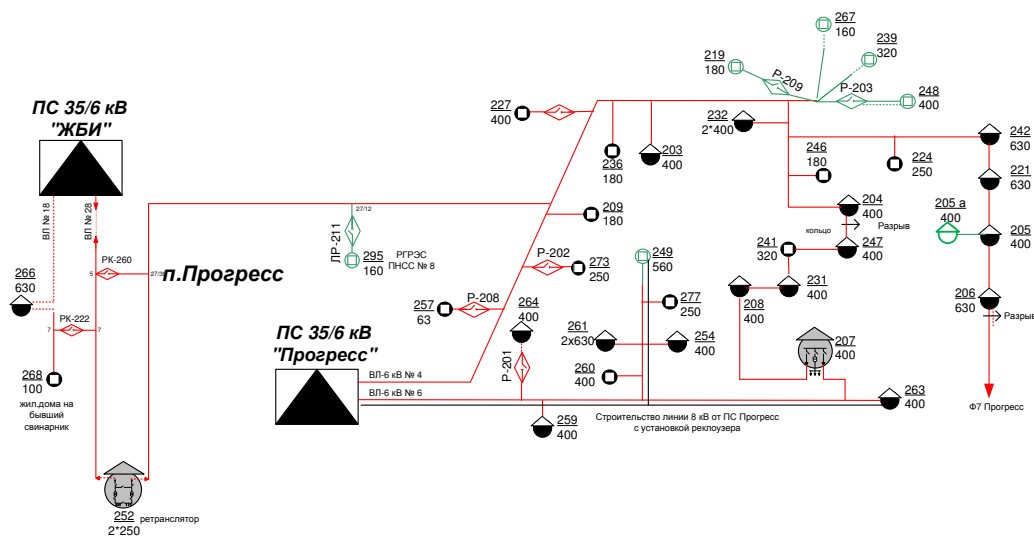 ПС 35/6 кВ
"ЖБИ"
ВЛ № 18
ВЛ № 28
266
630
РК-260
5
РК-222
7
7
268
100
жил.дома на
бывший
свинарник
252
2*250
ретранслятор
п.Прогресс
27/12
ЛР-211
295
160
РГРЭС
ПНСС № 8
ПС 35/6 кВ
"Прогресс"
ВЛ-6 кВ № 4
ВЛ-6 кВ № 6
257
63
Р-208
264
400
Р-201
227
400
209
180
Р-202
273
250
236
180
203
400
259
400
249
560
277
250
261
2х630
254
400
260
400
Строительство линии 8 кВ от ПС Прогресс
с установкой реклоузера
219
180
Р-209
267
160
239
320
Р-203
248
400
232
2*400
246
180
224
250
204
400
Разрыв
кольцо
247
400
241
320
231
400
208
400
207
400
263
400
242
630
221
630
205 а
400
205
400
206
630
Разрыв
Ф7 Прогресс